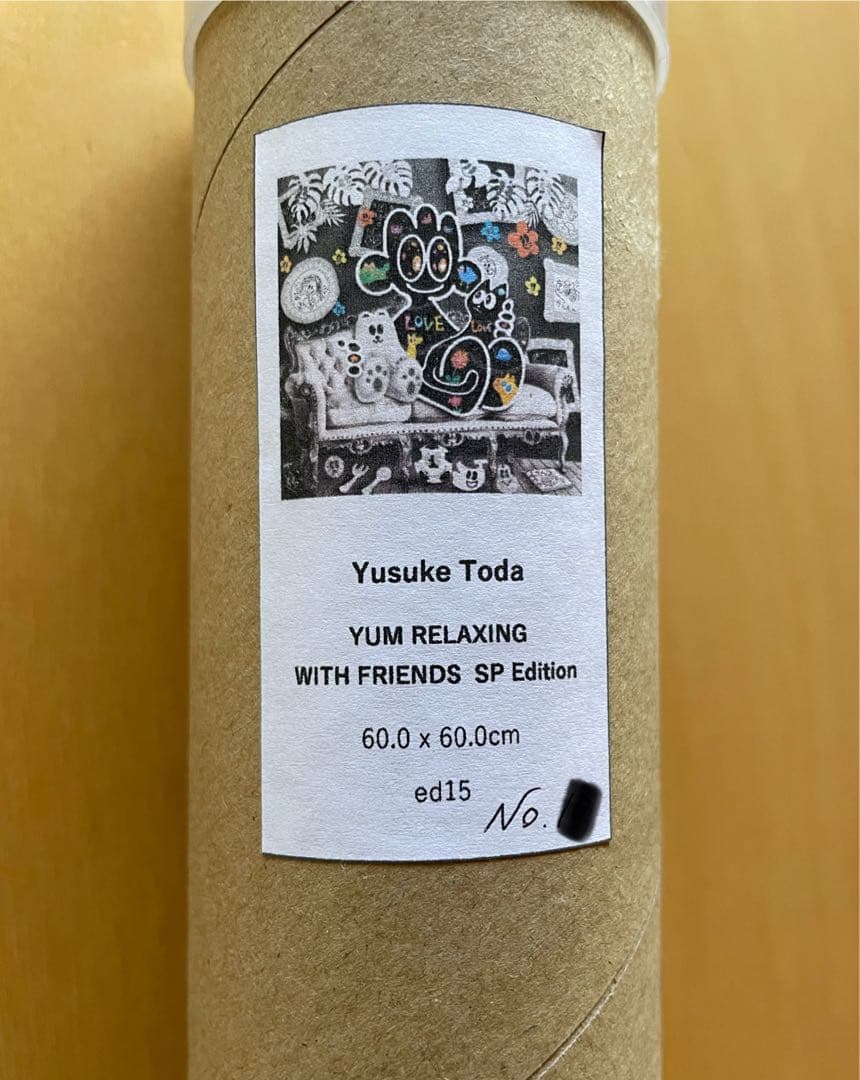 LOVE
Love
Yusuke Toda
YUM RELAXING
WITH FRIENDS SP Edition
60.0 x 60.0cm
ed15
No.